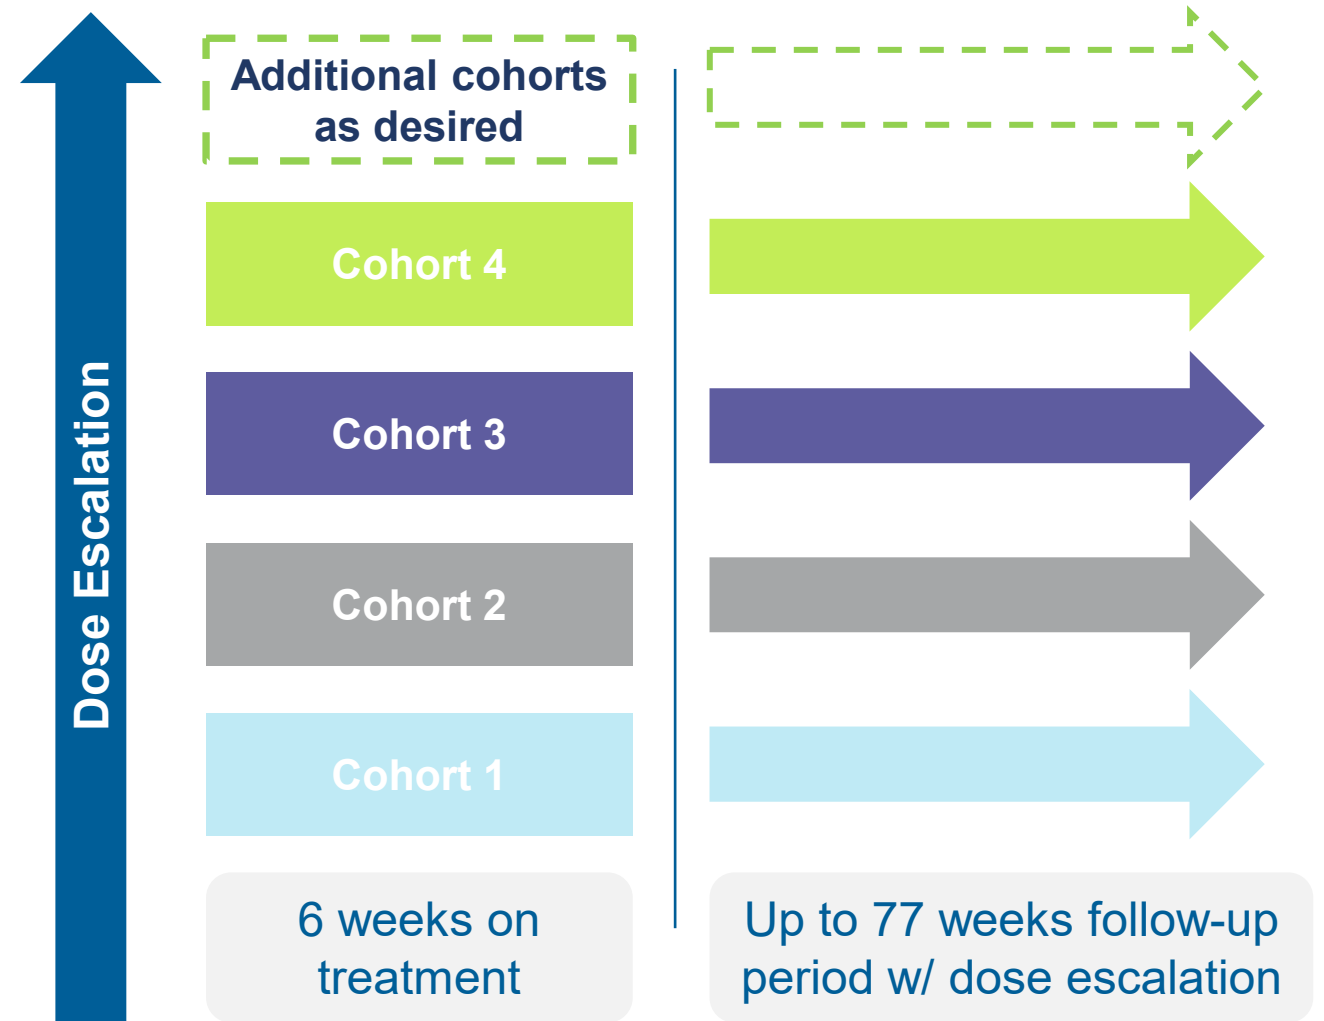 Dose Escalation
Additional cohorts
as desired
Cohort 4
Cohort 3
Cohort 2
Cohort 1
6 weeks on
treatment
Up to 77 weeks follow-up
period w/ dose escalation